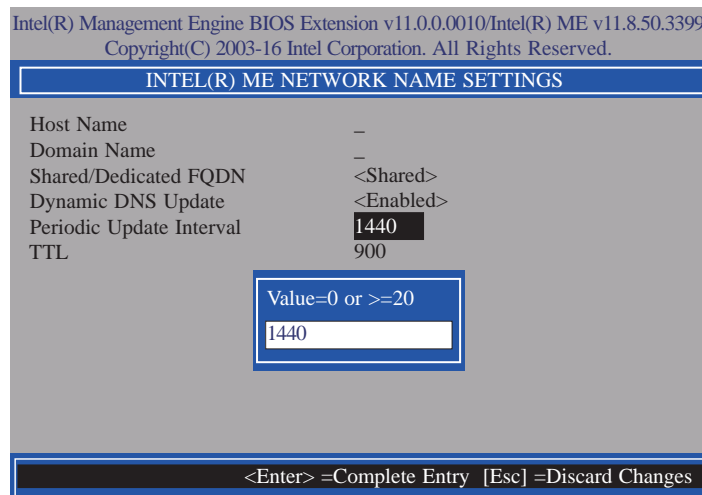 Intel(R) Management Engine BIOS Extension v11.0.0.0010/Intel(R) ME v11.8.50.3399
Copyright(C) 2003-16 Intel Corporation. All Rights Reserved.
INTEL(R) ME NETWORK NAME SETTINGS
Host Name _
Domain Name _
Shared/Dedicated FQDN <Shared>
Dynamic DNS Update <Enabled>
Periodic Update Interval 1440
TTL 900
Value=0 or >=20
1440
<Enter> =Complete Entry [Esc] =Discard Changes